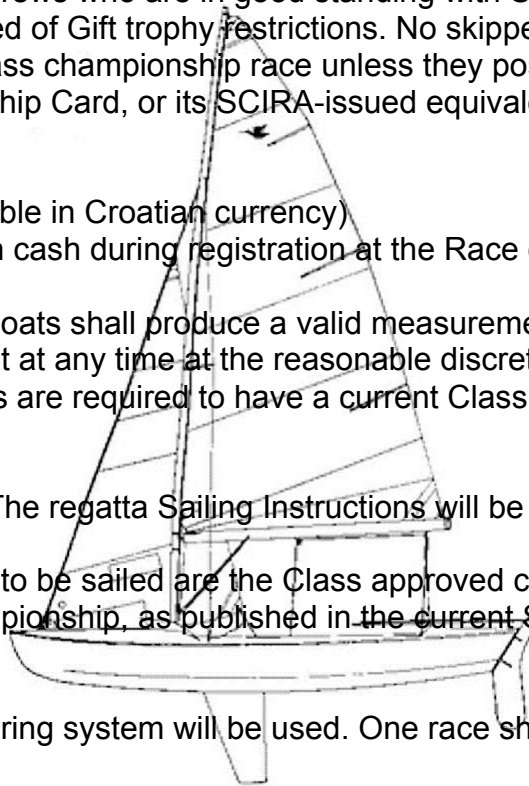 ews who are in good standing with
ed of Gift trophy restrictions. No skippe
ass championship race unless they po
hip Card, or its SCIRA-issued equivale
ble in Croatian currency)
n cash during registration at the Race
oats shall produce a valid measureme
t at any time at the reasonable discret
s are required to have a current Class
The regatta Sailing Instructions will be
to be sailed are the Class approved c
pionship, as published in the current S
ring system will be used. One race sh